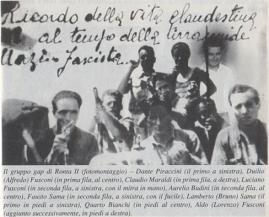 Ricordo della vita clandestina
al tempo della tirannide
Nazi Fascista
Il gruppo gap di Roma II (fotomontaggio) – Dante Piraccini (il primo a sinistra), Duilio
(Alfredo) Fusconi (in prima fila, al centro), Claudio Maraldi (in prima fila, a destra), Luciano
Fusconi (in seconda fila, a sinistra, con il mitra in mano), Aurelio Budini (in seconda fila, al
centro), Fausto Sama (in seconda fila, a sinistra, con il fucile), Lamberto (Bruno) Sama (il
primo in piedi a sinistra), Quarto Bianchi (in piedi al centro), Aldo (Lorenzo) Fusconi
(aggiunto successivamente, in piedi a destra).